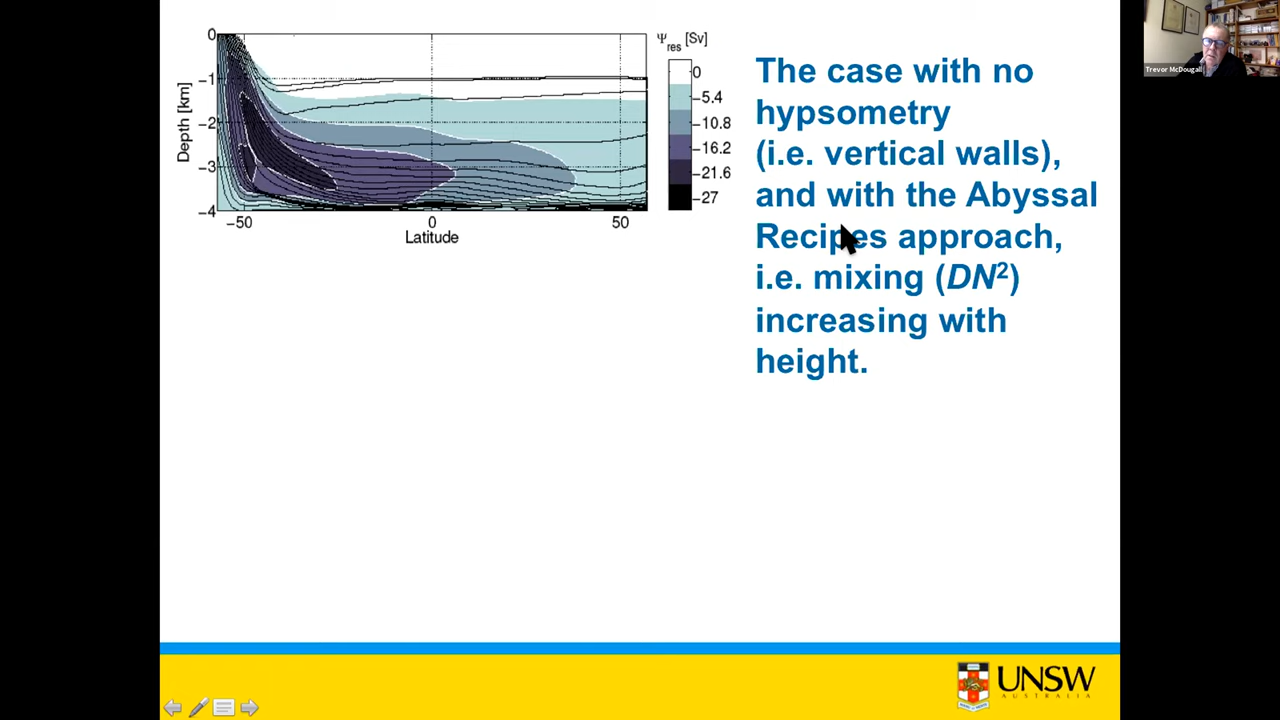 0
−1
−2
−3
−4
Depth [km]
−50
0
50
Latitude
Ψres [Sv]
0
−5.4
−10.8
−16.2
−21.6
−27
The case with no
hypsometry
(i.e. vertical walls),
and with the Abyssal
Recipes approach,
i.e. mixing (DN²)
increasing with
height.
Trevor McDougall
UNSW
AUSTRALIA